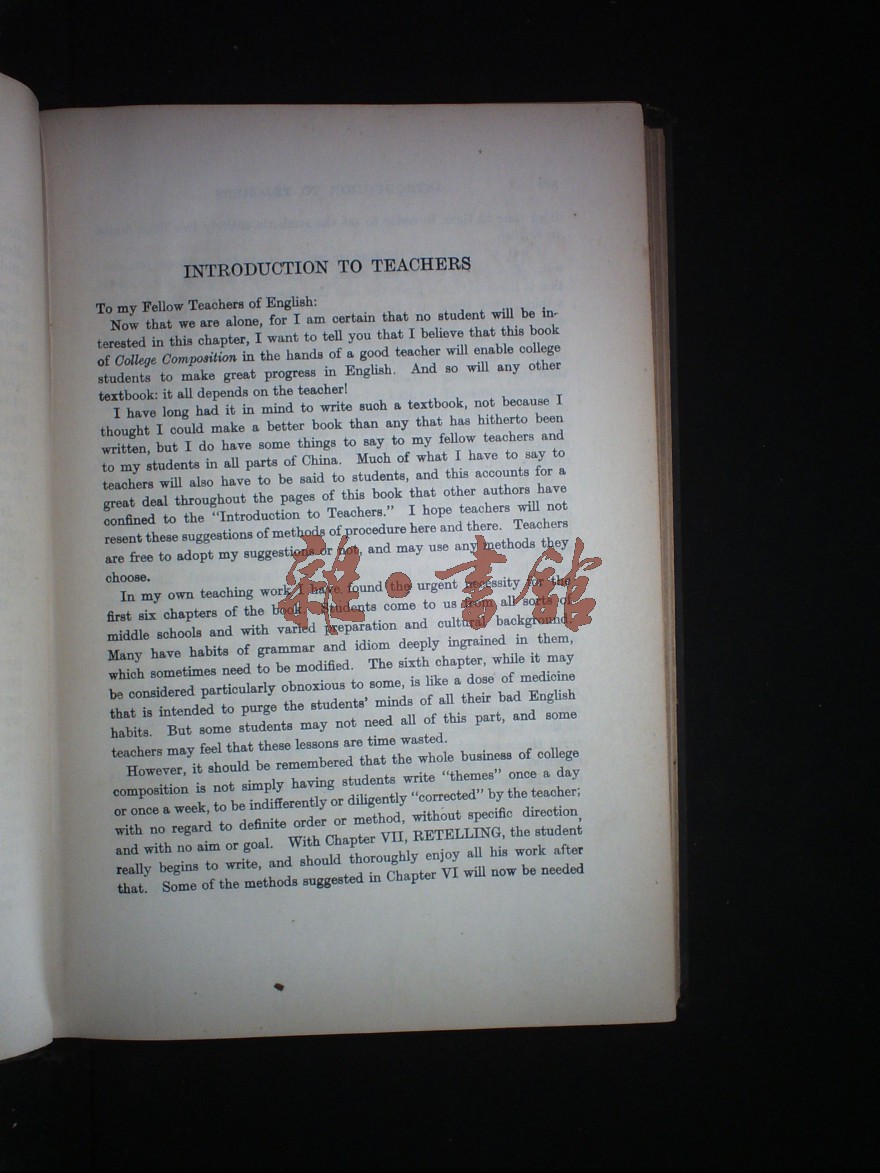 INTRODUCTION TO TEACHERS
To my Fellow Teachers of English:
Now that we are alone, for I am certain that no student will be in-
terested in this chapter, I want to tell you that I believe that this book
of College Composition in the hands of a good teacher will enable college
students to make great progress in English. And so will any other
textbook: it all depends on the teacher!
I have long had it in mind to write such a textbook, not because I
thought I could make a better book than any that has hitherto been
written, but I do have some things to say to my fellow teachers and
to my students in all parts of China. Much of what I have to say to
teachers will also have to be said to students, and this accounts for a
great deal throughout the pages of this book that other authors have
confined to the "Introduction to Teachers." I hope teachers will not
resent these suggestions of methods of procedure here and there. Teachers
are free to adopt my suggestions or not, and may use any methods they
choose.
雜·書館
In my own teaching work I have found the urgent necessity for the
first six chapters of the book. Students come to us from all sorts of
middle schools and with varied preparation and cultural background.
Many have habits of grammar and idiom deeply ingrained in them,
which sometimes need to be modified. The sixth chapter, while it may
be considered particularly obnoxious to some, is like a dose of medicine
that is intended to purge the students' minds of all their bad English
habits. But some students may not need all of this part, and some
teachers may feel that these lessons are time wasted.
However, it should be remembered that the whole business of college
composition is not simply having students write "themes" once a day
or once a week, to be indifferently or diligently "corrected" by the teacher;
with no regard to definite order or method, without specific direction,
and with no aim or goal. With Chapter VII, RETELLING, the student
really begins to write, and should thoroughly enjoy all his work after
that. Some of the methods suggested in Chapter VI will now be needed